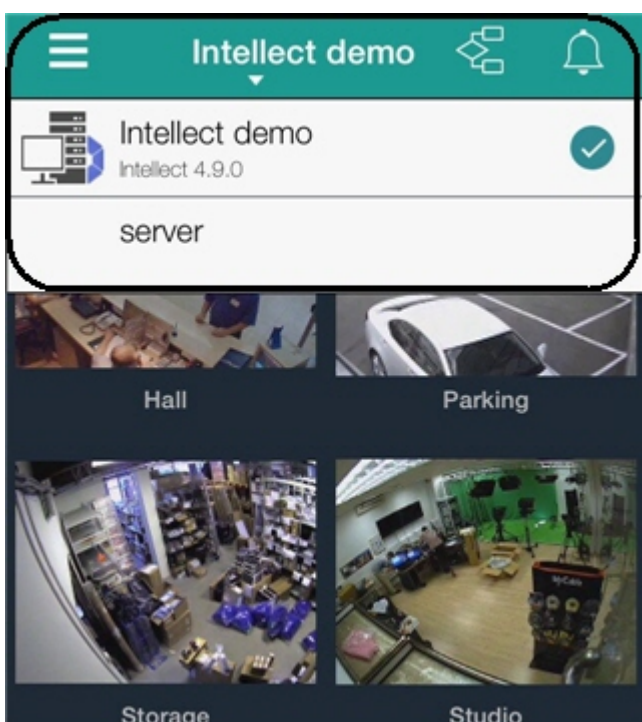 Intellect demo
Intellect demo
Intellect 4.9.0
server
Hall
Parking
Storage
Studio